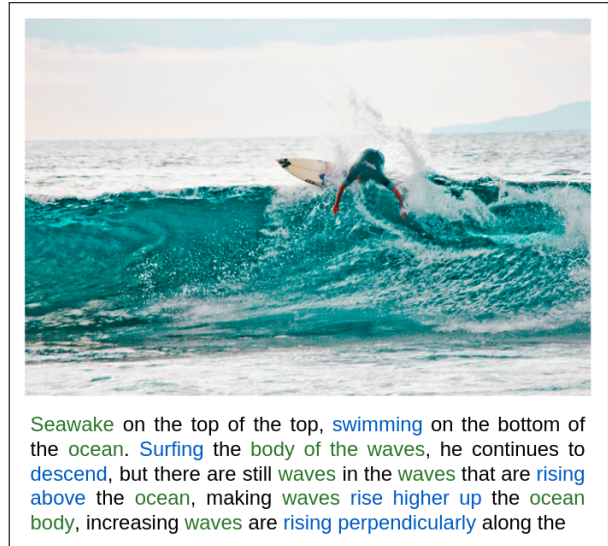 Seawake on the top of the top, swimming on the bottom of
the ocean. Surfing the body of the waves, he continues to
descend, but there are still waves in the waves that are rising
above the ocean, making waves rise higher up the ocean
body, increasing waves are rising perpendicularly along the